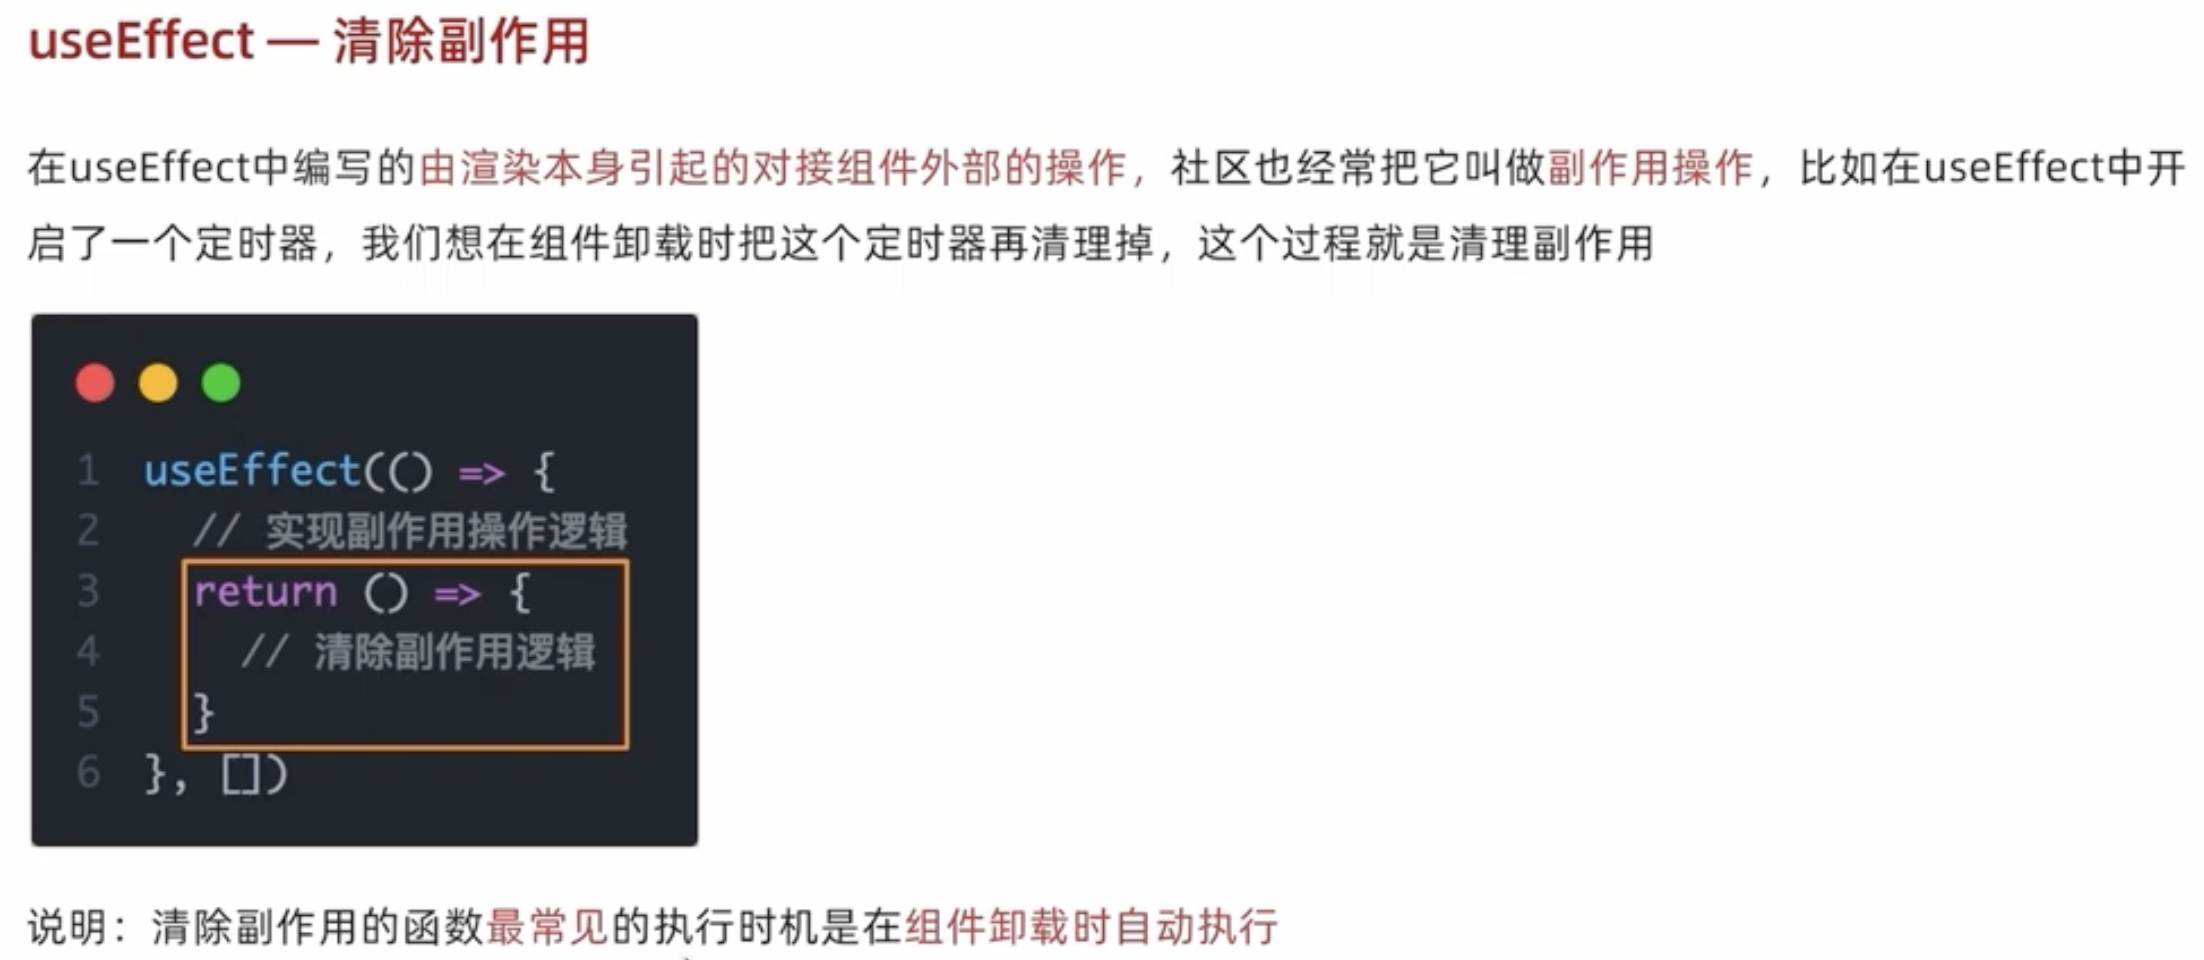 useEffect — 清除副作用
在useEffect中编写的由渲染本身引起的对接组件外部的操作，社区也经常把它叫做副作用操作，比如在useEffect中开
启了一个定时器，我们想在组件卸载时把这个定时器再清理掉，这个过程就是清理副作用
1 useEffect(() => {
2   // 实现副作用操作逻辑
3   return () => {
4     // 清除副作用逻辑
5   }
6 }, [])
说明：清除副作用的函数最常见的执行时机是在组件卸载时自动执行